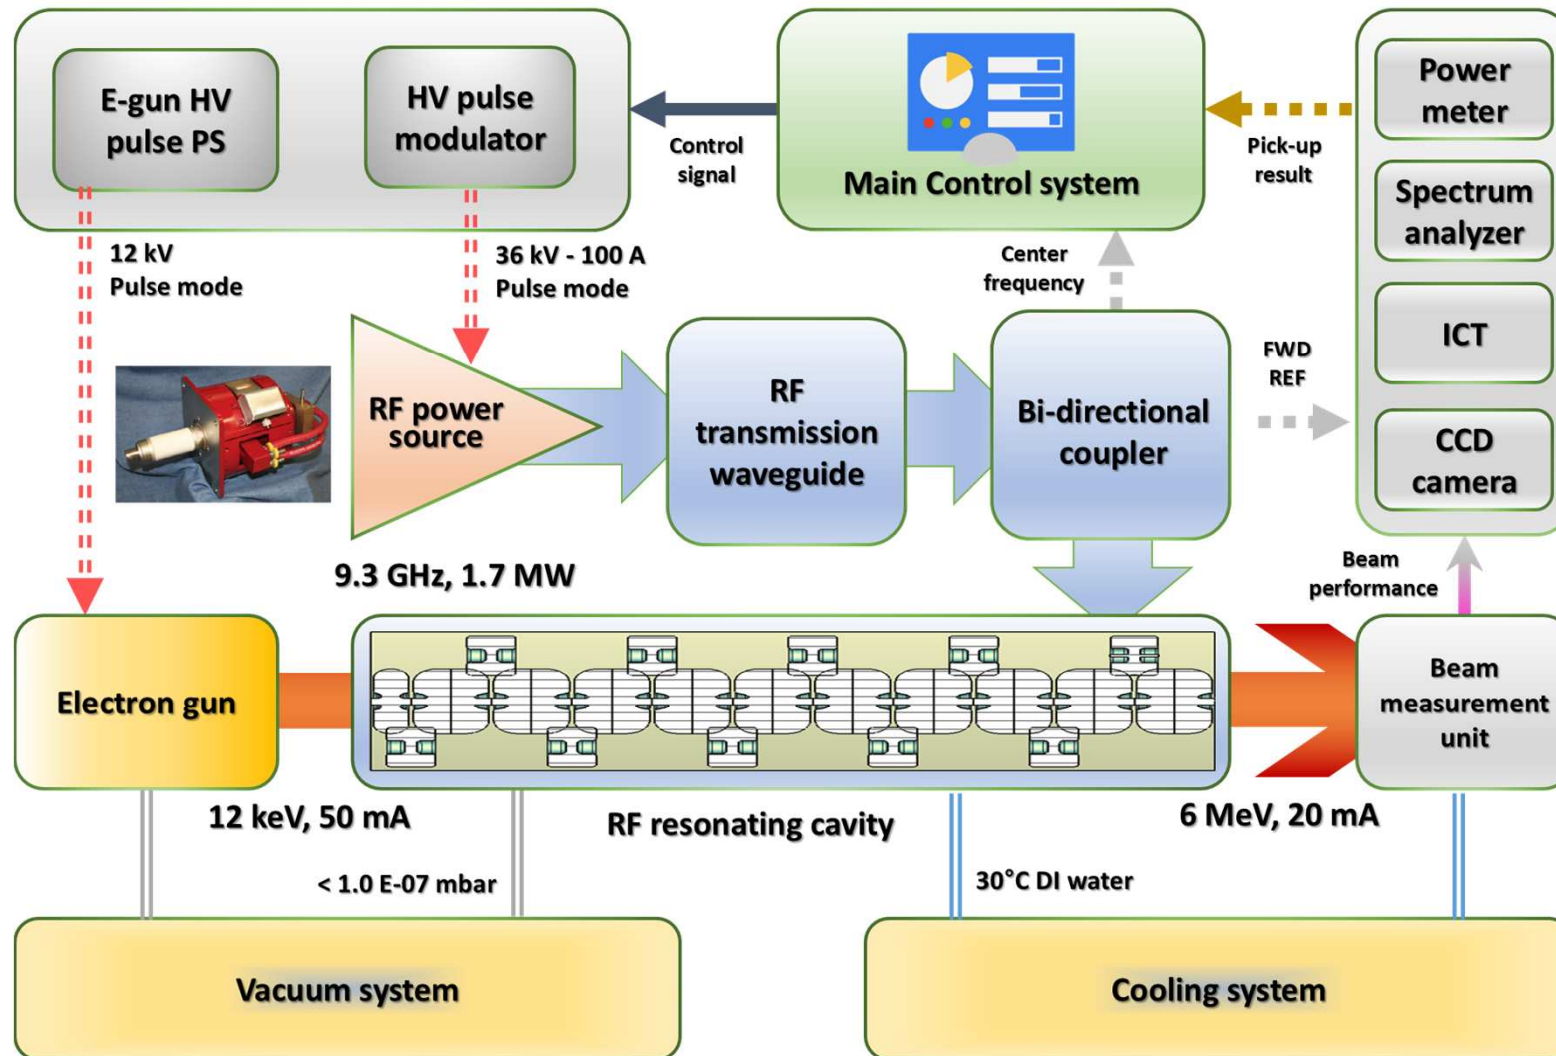 E-gun HV
pulse PS
HV pulse
modulator
Control
signal
Main Control system
Pick-up
result
Power
meter
Spectrum
analyzer
ICT
CCD
camera
12 kV
Pulse mode
36 kV - 100 A
Pulse mode
Center
frequency
FWD
REF
RF power
source
RF
transmission
waveguide
Bi-directional
coupler
9.3 GHz, 1.7 MW
Beam
performance
Electron gun
Beam
measurement
unit
12 keV, 50 mA
RF resonating cavity
6 MeV, 20 mA
< 1.0 E-07 mbar
30°C DI water
Vacuum system
Cooling system